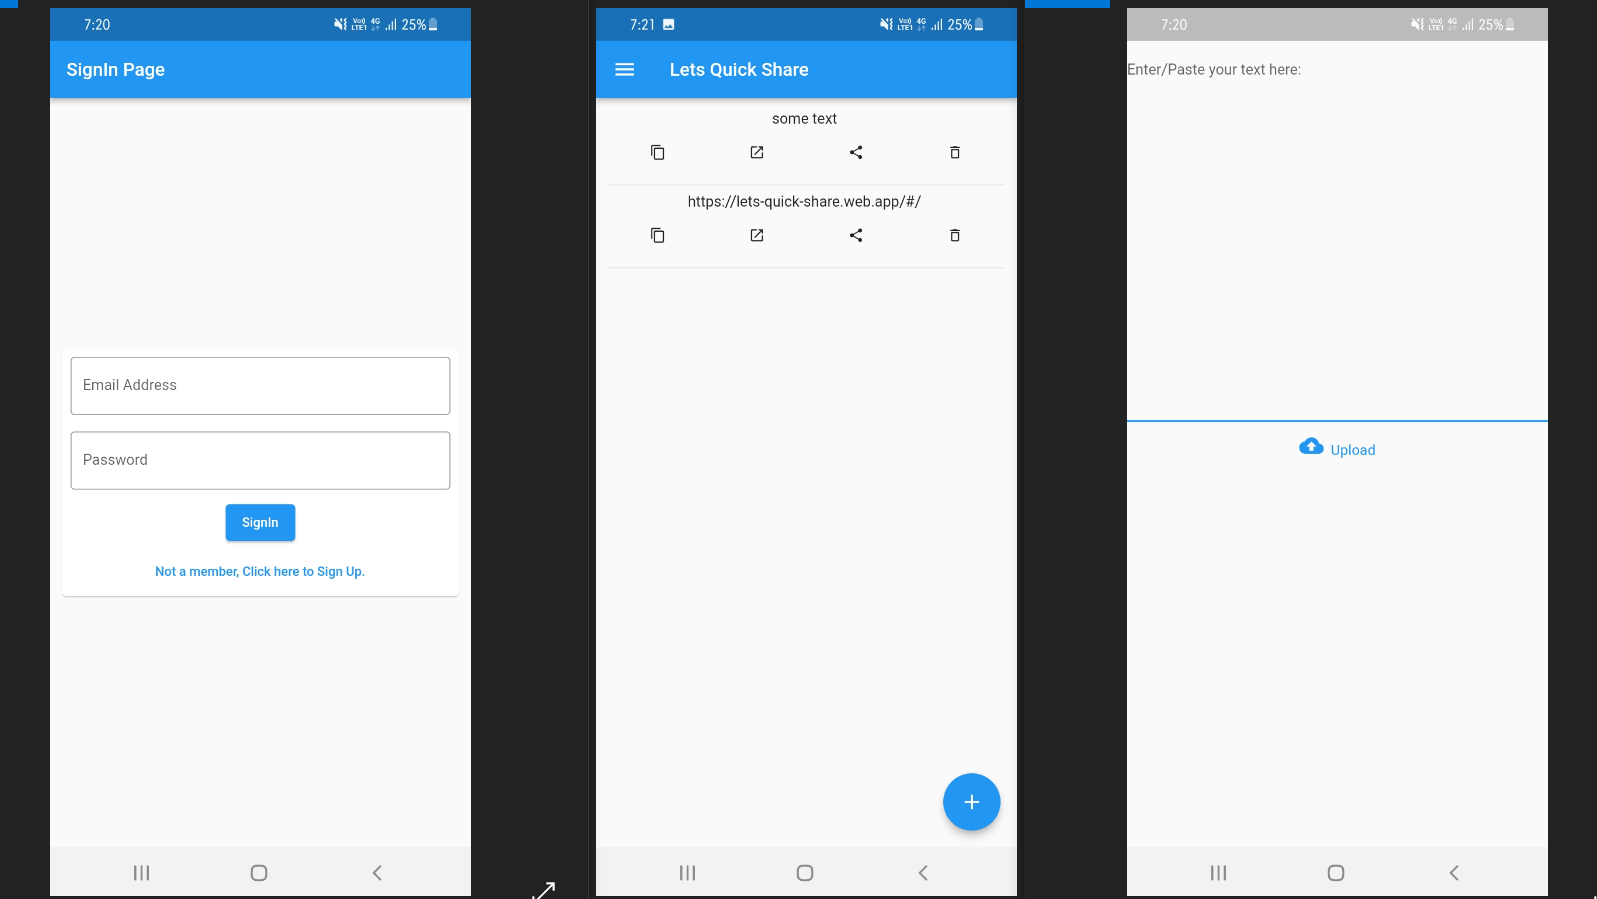 7:20
Vo) 4G
LTE1
25%
SignIn Page
Email Address
Password
SignIn
Not a member, Click here to Sign Up.
7:21
Vo) 4G
LTE1
25%
Lets Quick Share
some text
https://lets-quick-share.web.app/#/
7:20
Vo) 4G
LTE1
25%
Enter/Paste your text here:
Upload